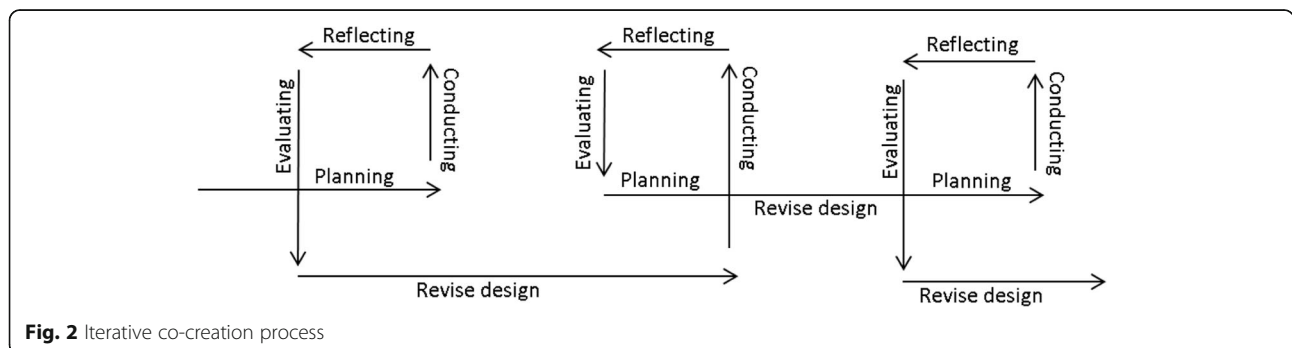 Reflecting
Evaluating
Conducting
Planning
Revise design
Reflecting
Evaluating
Conducting
Planning
Revise design
Reflecting
Evaluating
Conducting
Planning
Revise design
Fig. 2 Iterative co-creation process